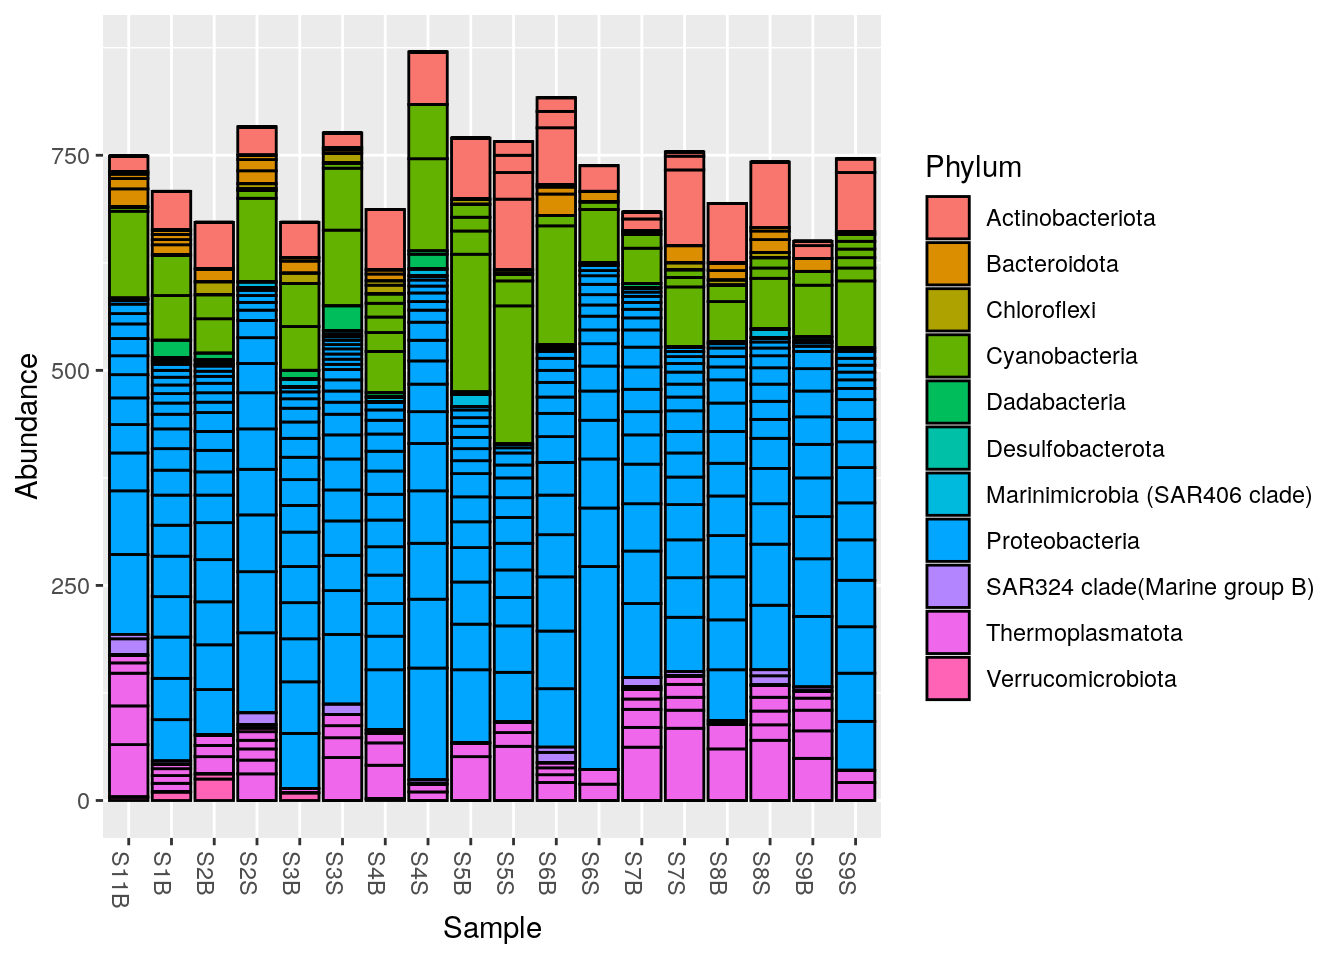 Abundance
750
500
250
0
S11B
S1B
S2B
S2S
S3B
S3S
S4B
S4S
S5B
S5S
S6B
S6S
S7B
S7S
S8B
S8S
S9B
S9S
Sample
Phylum
Actinobacteriota
Bacteroidota
Chloroflexi
Cyanobacteria
Dadabacteria
Desulfobacterota
Marinimicrobia (SAR406 clade)
Proteobacteria
SAR324 clade(Marine group B)
Thermoplasmatota
Verrucomicrobiota